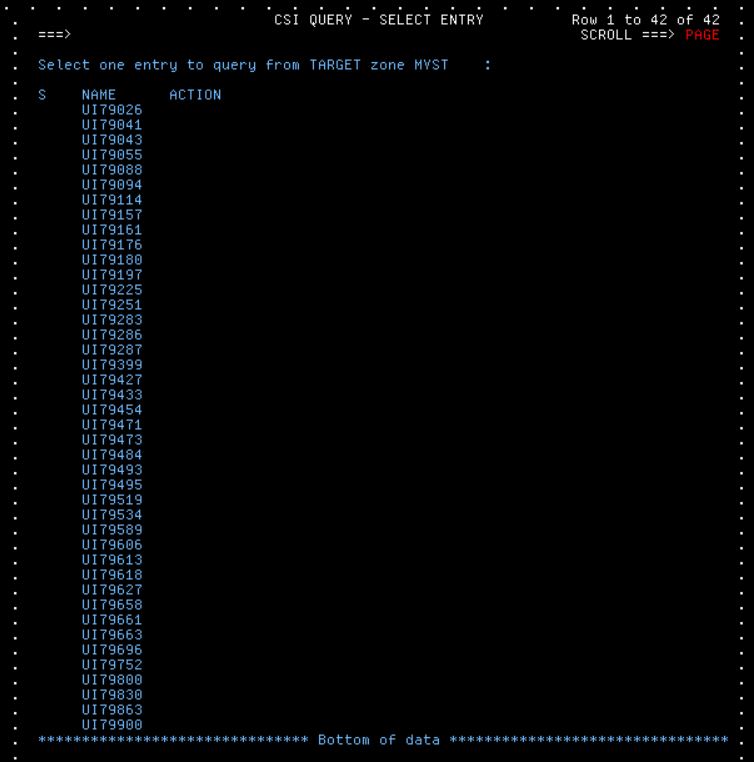 CSI QUERY - SELECT ENTRY Row 1 to 42 of 42
===> SCROLL ===> PAGE
Select one entry to query from TARGET zone MYST :
S NAME ACTION
UI79026
UI79041
UI79043
UI79055
UI79088
UI79094
UI79114
UI79157
UI79161
UI79176
UI79180
UI79197
UI79225
UI79251
UI79283
UI79286
UI79287
UI79399
UI79427
UI79433
UI79454
UI79471
UI79473
UI79484
UI79493
UI79495
UI79519
UI79534
UI79589
UI79606
UI79613
UI79618
UI79627
UI79658
UI79661
UI79663
UI79696
UI79752
UI79800
UI79830
UI79863
UI79900
******************************* Bottom of data ********************************